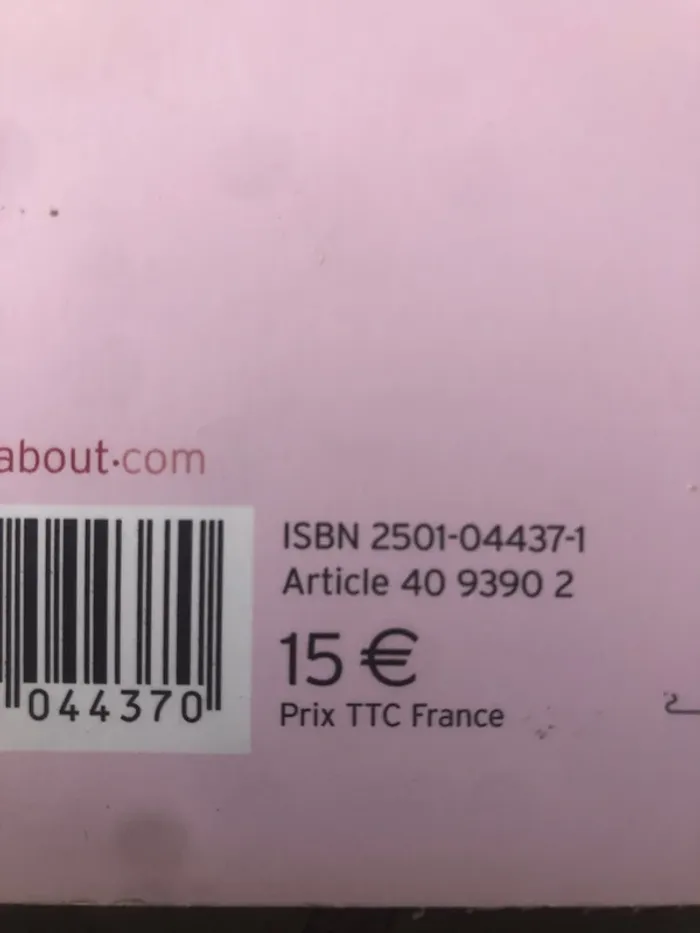 about.com
ISBN 2501-04437-1
Article 40 9390 2
15 €
044370
Prix TTC France